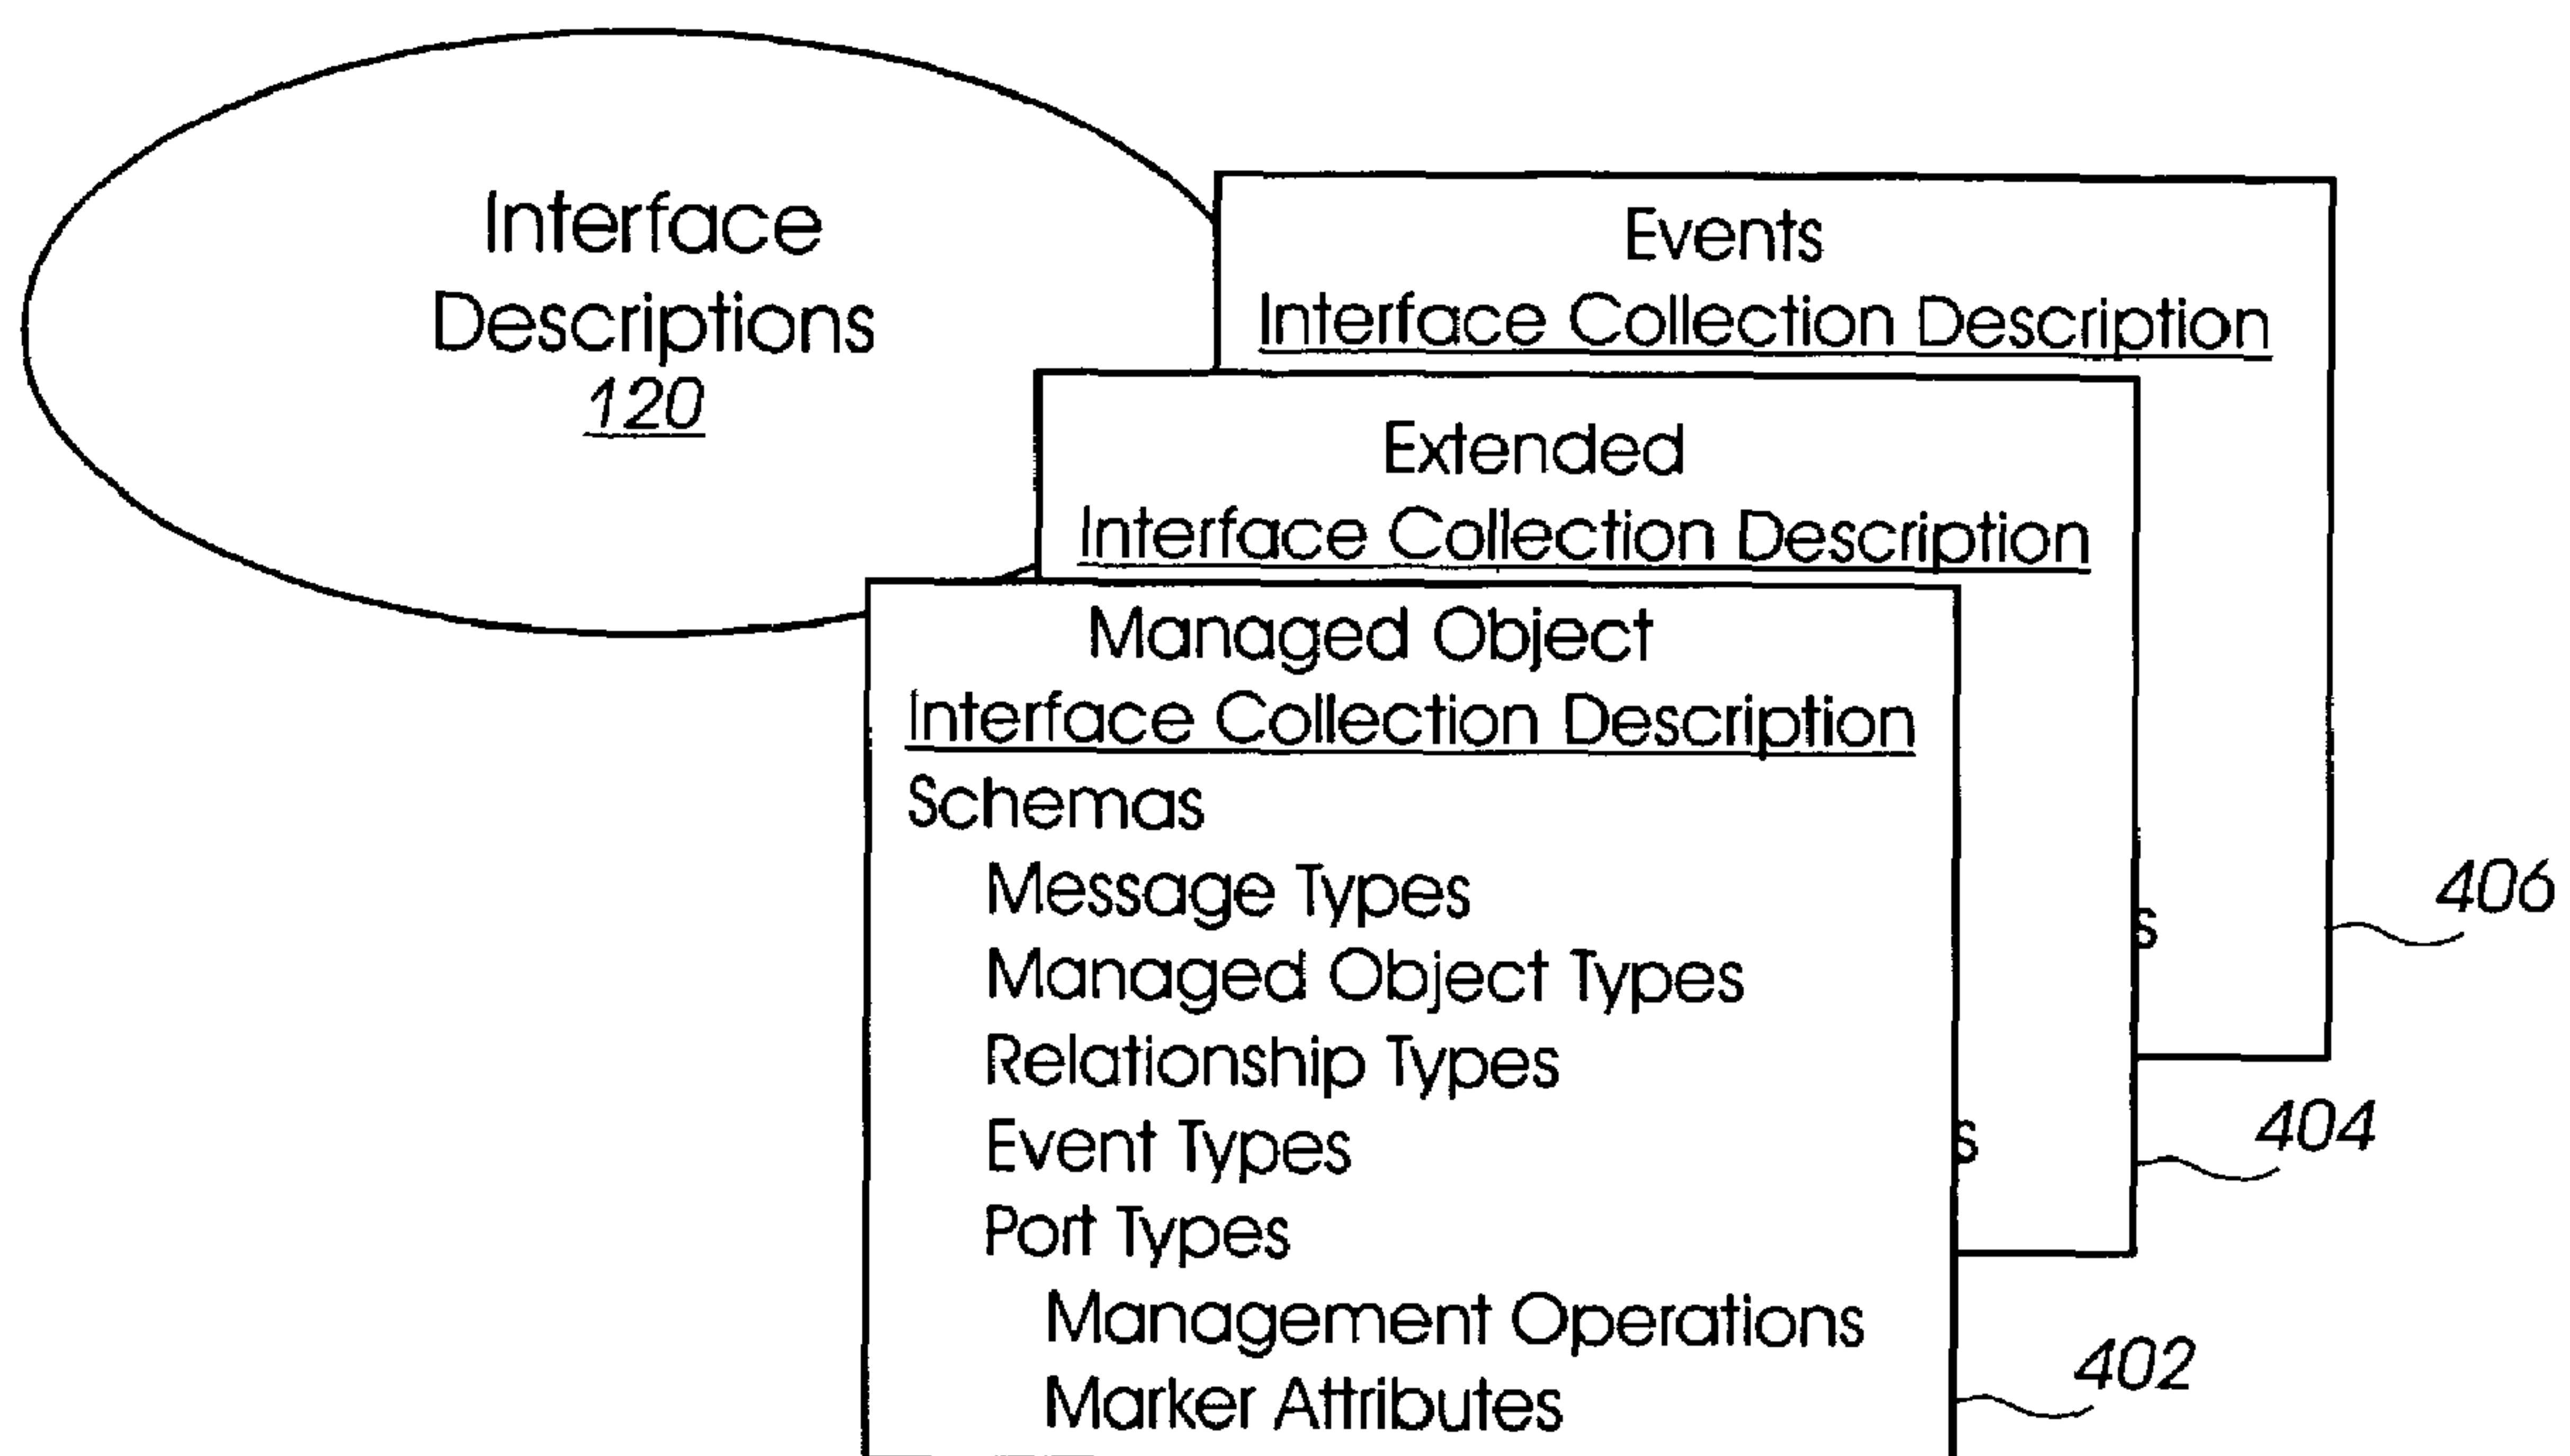 Interface
Descriptions
120
Events
Interface Collection Description
Extended
Interface Collection Description
Managed Object
Interface Collection Description
Schemas
Message Types
Managed Object Types
Relationship Types
Event Types
Port Types
Management Operations
Marker Attributes
s
406
s
404
402